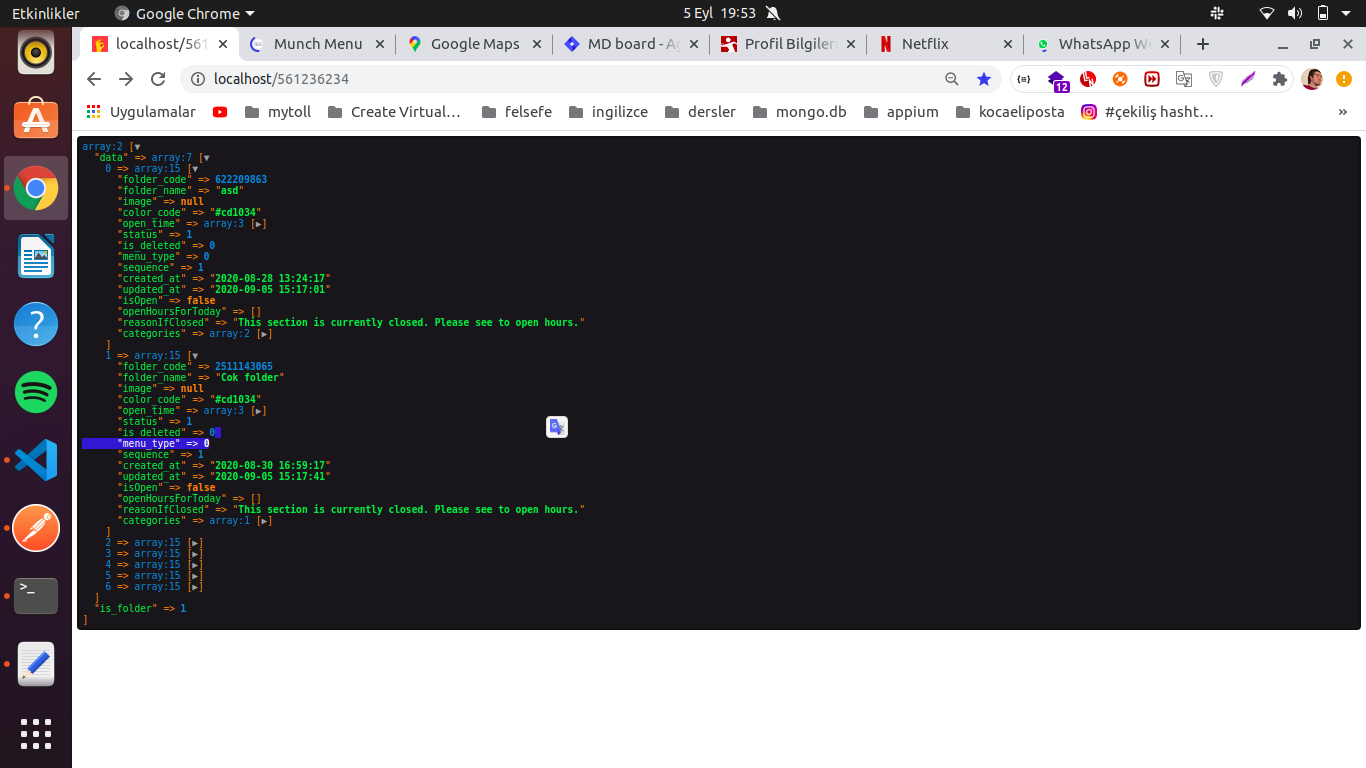 Etkinlikler
Google Chrome
5 Eyl 19:53
localhost/561
Munch Menu
Google Maps
MD board - Ag
Profil Bilgileri
Netflix
WhatsApp We
localhost/561236234
12
Uygulamalar
mytoll
Create Virtual…
felsefe
ingilizce
dersler
mongo.db
appium
kocaeliposta
#çekiliş hasht…
»
array:2 [▼
"data" => array:7 [▼
0 => array:15 [▼
"folder_code" => 622209863
"folder_name" => "asd"
"image" => null
"color_code" => "#cd1034"
"open_time" => array:3 [▶]
"status" => 1
"is_deleted" => 0
"menu_type" => 0
"sequence" => 1
"created_at" => "2020-08-28 13:24:17"
"updated_at" => "2020-09-05 15:17:01"
"isOpen" => false
"openHoursForToday" => []
"reasonIfClosed" => "This section is currently closed. Please see to open hours."
"categories" => array:2 [▶]
]
1 => array:15 [▼
"folder_code" => 2511143065
"folder_name" => "Cok folder"
"image" => null
"color_code" => "#cd1034"
"open_time" => array:3 [▶]
"status" => 1
"is_deleted" => 0
"menu_type" => 0
"sequence" => 1
"created_at" => "2020-08-30 16:59:17"
"updated_at" => "2020-09-05 15:17:41"
"isOpen" => false
"openHoursForToday" => []
"reasonIfClosed" => "This section is currently closed. Please see to open hours."
"categories" => array:1 [▶]
]
2 => array:15 [▶]
3 => array:15 [▶]
4 => array:15 [▶]
5 => array:15 [▶]
6 => array:15 [▶]
]
"is_folder" => 1
]